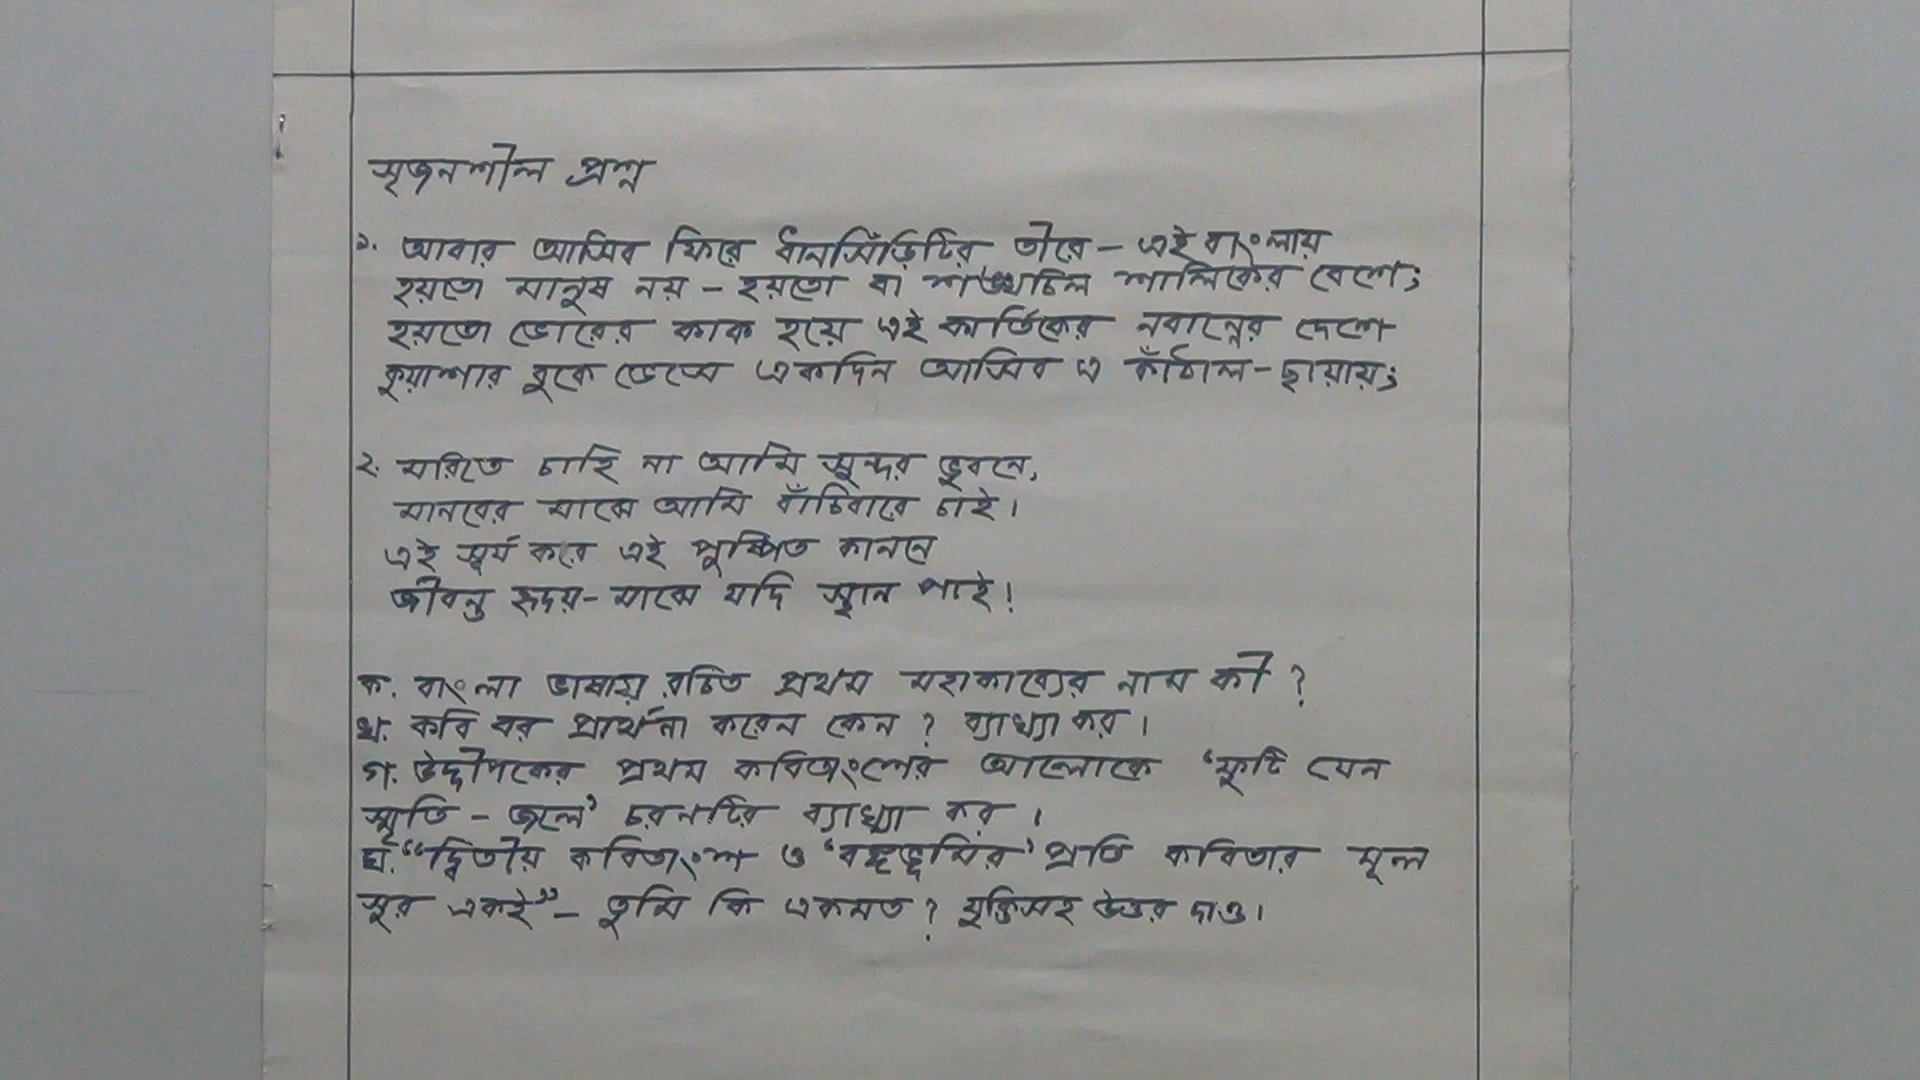 সৃজনশীল প্রশ্ন
১. আবার আসিব ফিরে ধানসিঁড়িটির তীরে – এই বাংলায়
হয়তো মানুষ নয় – হয়তো বা শঙ্খচিল শালিকের বেশে;
হয়তো ভোরের কাক হয়ে এই কার্তিকের নবান্নের দেশে
কুয়াশার বুকে ভেসে একদিন আসিব এ কাঁঠাল-ছায়ায়;
২. মরিতে চাহি না আমি সুন্দর ভুবনে,
মানবের মাঝে আমি বাঁচিবারে চাই।
এই সূর্য করে এই পুষ্পিত কাননে
জীবন্ত হৃদয়-মাঝে যদি স্থান পাই!
ক. বাংলা ভাষায় রচিত প্রথম মহাকাব্যের নাম কী?
খ. কবি বর প্রার্থনা করেন কেন? ব্যাখ্যা কর।
গ. উদ্দীপকের প্রথম কবিতাংশের আলোকে ‘ফুটি যেন
স্মৃতি - জলে’ চরনটির ব্যাখ্যা কর।
ঘ. “দ্বিতীয় কবিতাংশ ও ‘বঙ্গভূমির’ প্রতি কবিতার মূল
সুর একই” – তুমি কি একমত? যুক্তিসহ উত্তর দাও।